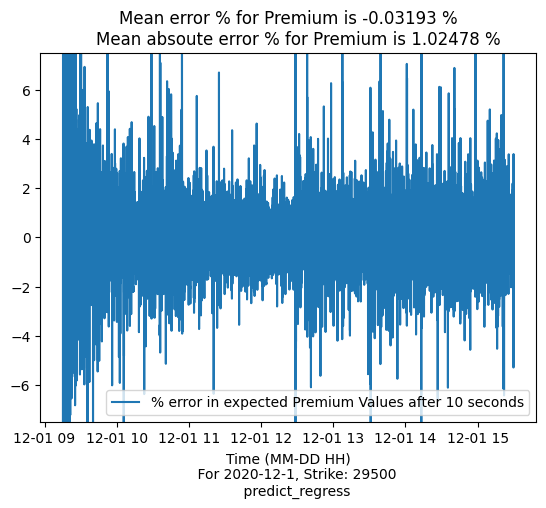 Mean error % for Premium is -0.03193 %
Mean absoute error % for Premium is 1.02478 %
6
4
2
0
−2
−4
−6
% error in expected Premium Values after 10 seconds
12-01 09 12-01 10 12-01 11 12-01 12 12-01 13 12-01 14 12-01 15
Time (MM-DD HH)
For 2020-12-1, Strike: 29500
predict_regress